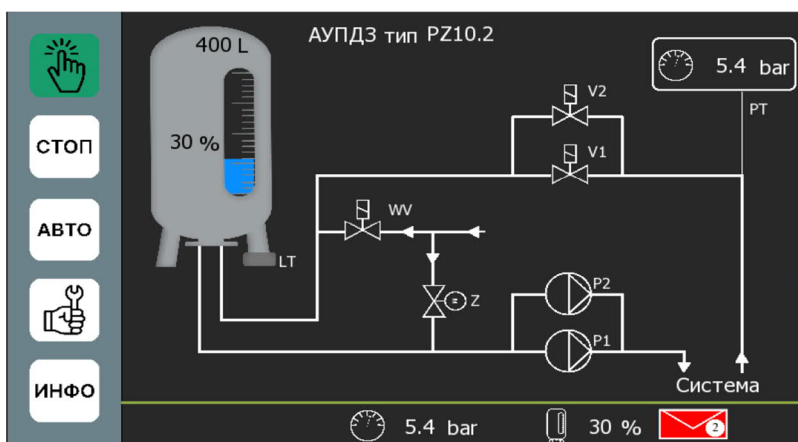 АУПДЗ тип PZ10.2
400 L
30 %
5.4 bar
PT
V2
V1
WV
LT
Z
P2
P1
Система
СТОП
АВТО
ИНФО
5.4 bar
30 %
2